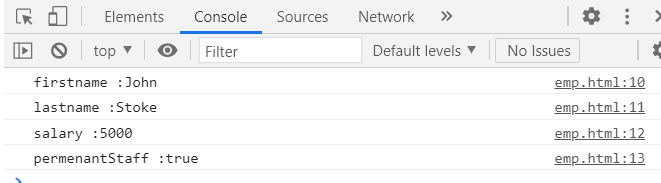 Elements Console Sources Network »
top ▼ Filter Default levels ▼ No Issues
firstname :John emp.html:10
lastname :Stoke emp.html:11
salary :5000 emp.html:12
permenantStaff :true emp.html:13